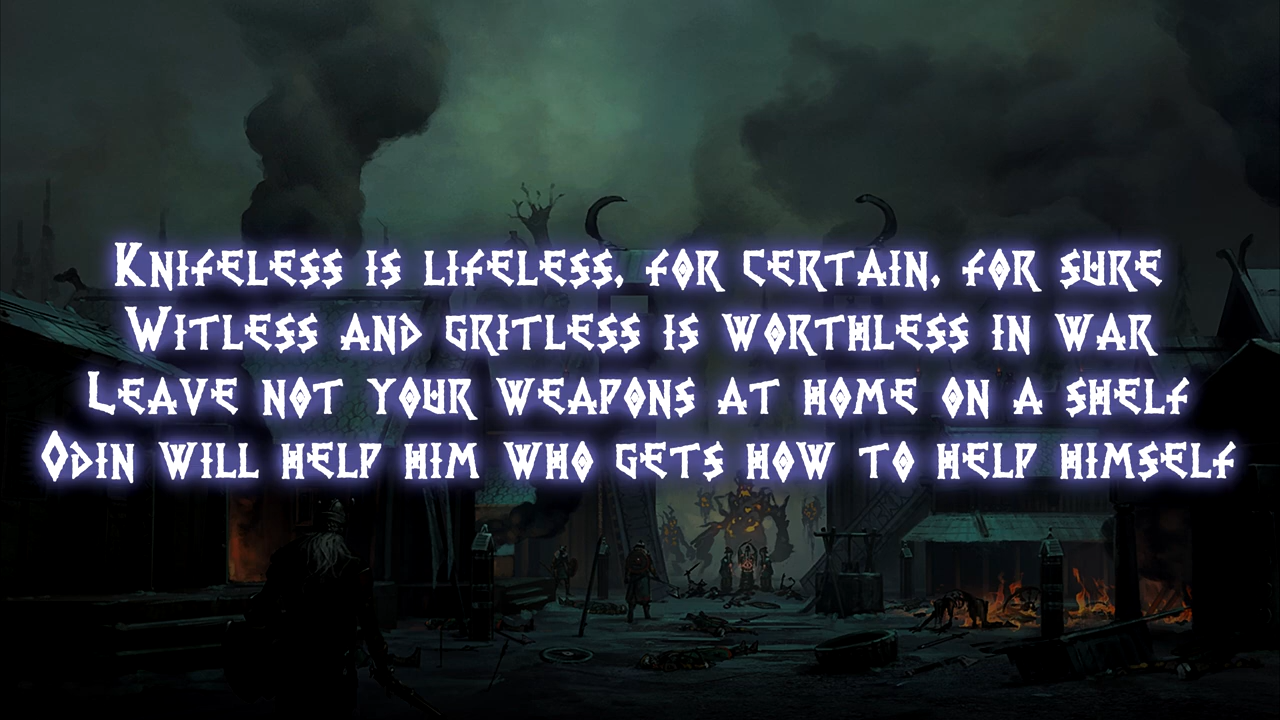 Knifeless is lifeless, for certain, for sure
Witless and gritless is worthless in war
Leave not your weapons at home on a shelf
Odin will help him who gets how to help himself